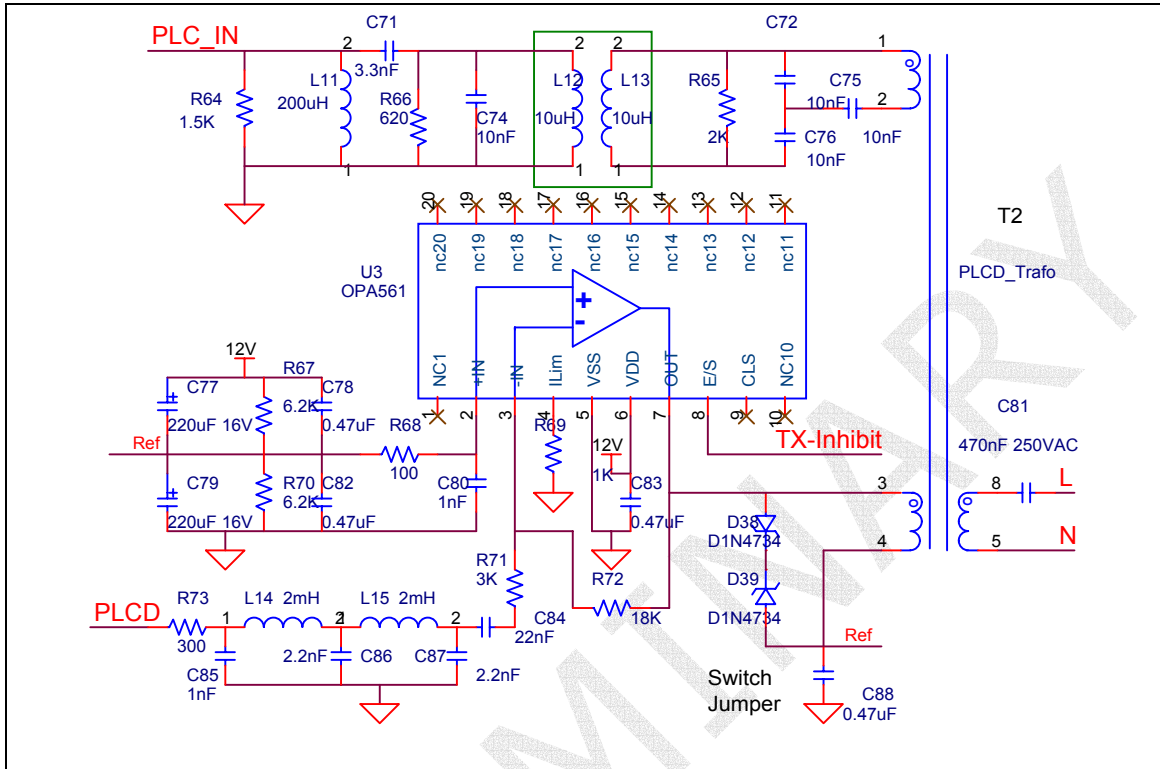 C71
C72
PLC_IN
2
2
2
1
3.3nF
R64
1.5K
L11
200uH
R66
620
C74
10nF
L12
10uH
L13
10uH
R65
2K
10nF
C75
2
10nF
C76
10nF
1
1
1
20
19
18
17
16
15
14
13
12
11
nc20
nc19
nc18
nc17
nc16
nc15
nc14
nc13
nc12
nc11
T2
PLCD_Trafo
U3
OPA561
+
-
NC1
+IN
-IN
ILim
VSS
VDD
OUT
E/S
CLS
NC10
1
2
3
4
5
6
7
8
9
10
12V
C77
220uF 16V
R67
6.2K
C78
0.47uF
Ref
R68
100
R69
1K
12V
TX-Inhibit
C81
470nF 250VAC
C79
220uF 16V
R70
6.2K
C82
0.47uF
C80
1nF
C83
0.47uF
3
8
L
D38
D1N4734
4
5
N
R71
3K
R72
18K
D39
D1N4734
PLCD
R73
300
1
L14 2mH
2
1
L15 2mH
2
C84
22nF
Ref
C85
1nF
2.2nF
C86
C87
2.2nF
Switch
Jumper
C88
0.47uF
MINARY